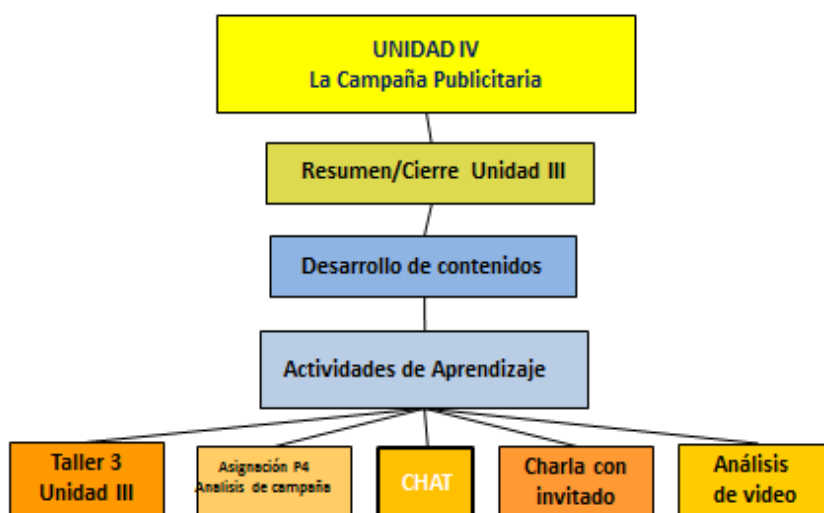 UNIDAD IV
La Campaña Publicitaria
Resumen/Cierre Unidad III
Desarrollo de contenidos
Actividades de Aprendizaje
Taller 3
Unidad III
Asignación P4
Analisis de campaña
CHAT
Charla con
invitado
Análisis
de video